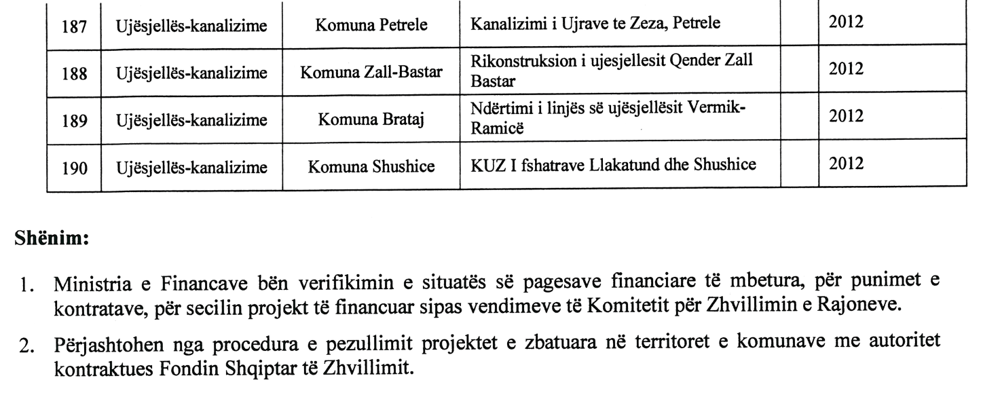 187 Ujësjellës-kanalizime Komuna Petrele Kanalizimi i Ujrave te Zeza, Petrele 2012
188 Ujësjellës-kanalizime Komuna Zall-Bastar Rikonstruksion i ujesjellesit Qender Zall
Bastar 2012
189 Ujësjellës-kanalizime Komuna Brataj Ndërtimi i linjës së ujësjellësit Vermik-
Ramicë 2012
190 Ujësjellës-kanalizime Komuna Shushice KUZ I fshatrave Llakatund dhe Shushice 2012
Shënim:
1. Ministria e Financave bën verifikimin e situatës së pagesave financiare të mbetura, për punimet e
kontratave, për secilin projekt të financuar sipas vendimeve të Komitetit për Zhvillimin e Rajoneve.
2. Përjashtohen nga procedura e pezullimit projektet e zbatuara në territoret e komunave me autoritet
kontraktues Fondin Shqiptar të Zhvillimit.